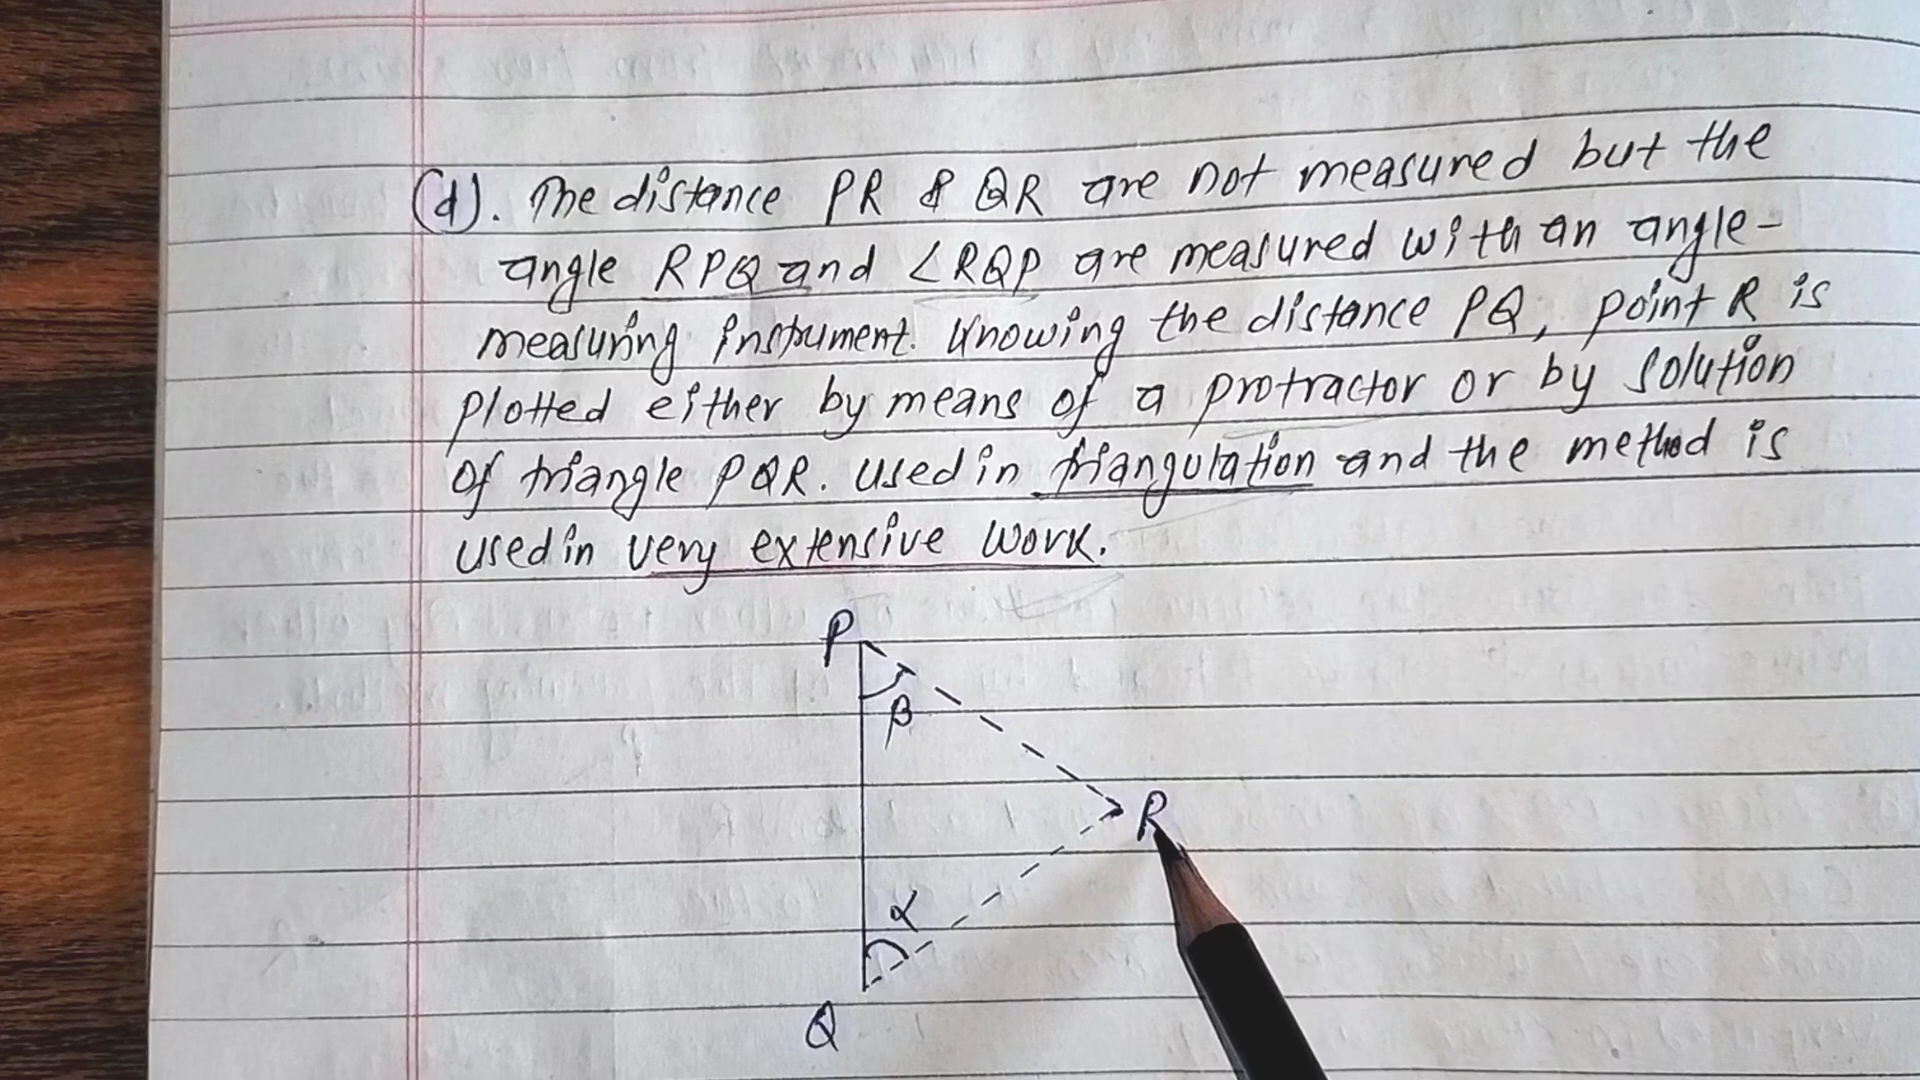 (d). The distance PR & QR are not measured but the
angle RPQ and ∠RQP are measured with an angle-
measuring instrument. Knowing the distance PQ, point R is
plotted either by means of a protractor or by solution
of triangle PQR. Used in triangulation and the method is
used in very extensive work.
P
β
R
α
Q